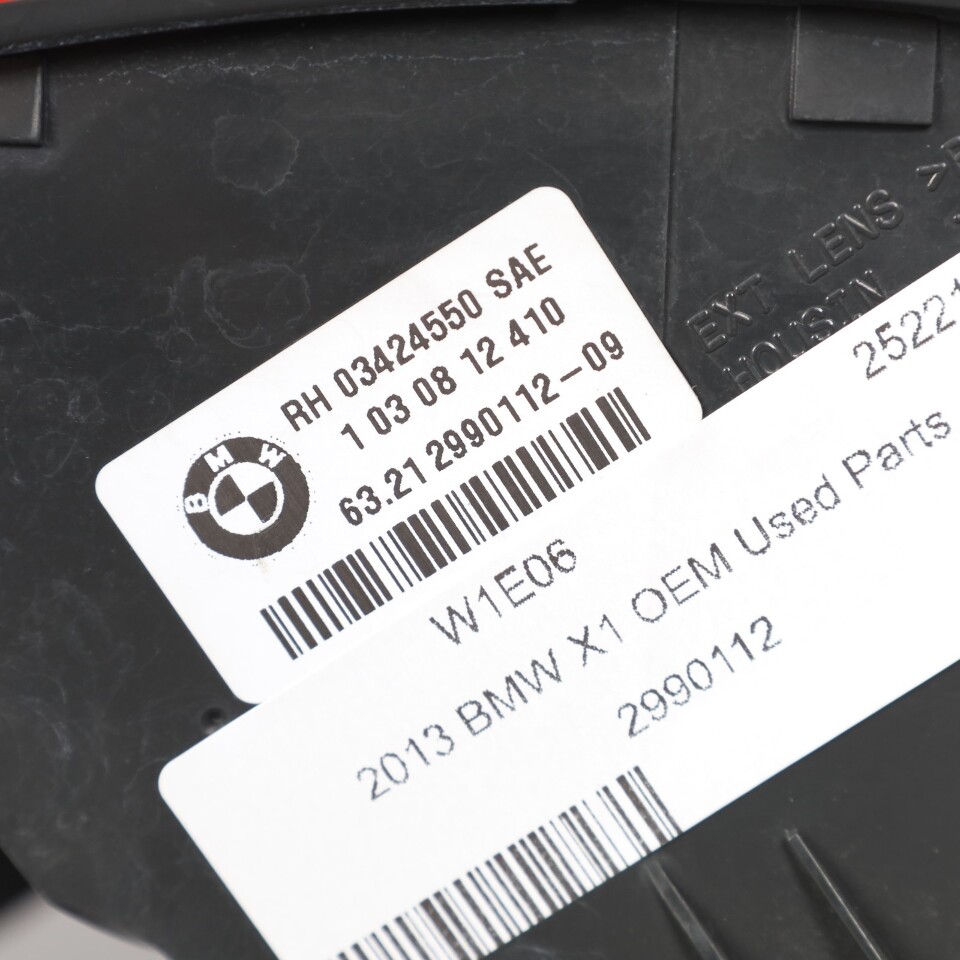 RH 03424550 SAE
1 03 08 12 410
63.21 2990112-09
BMW
EXT LENS
25221
W1E06
2013 BMW X1 OEM Used Parts
2990112